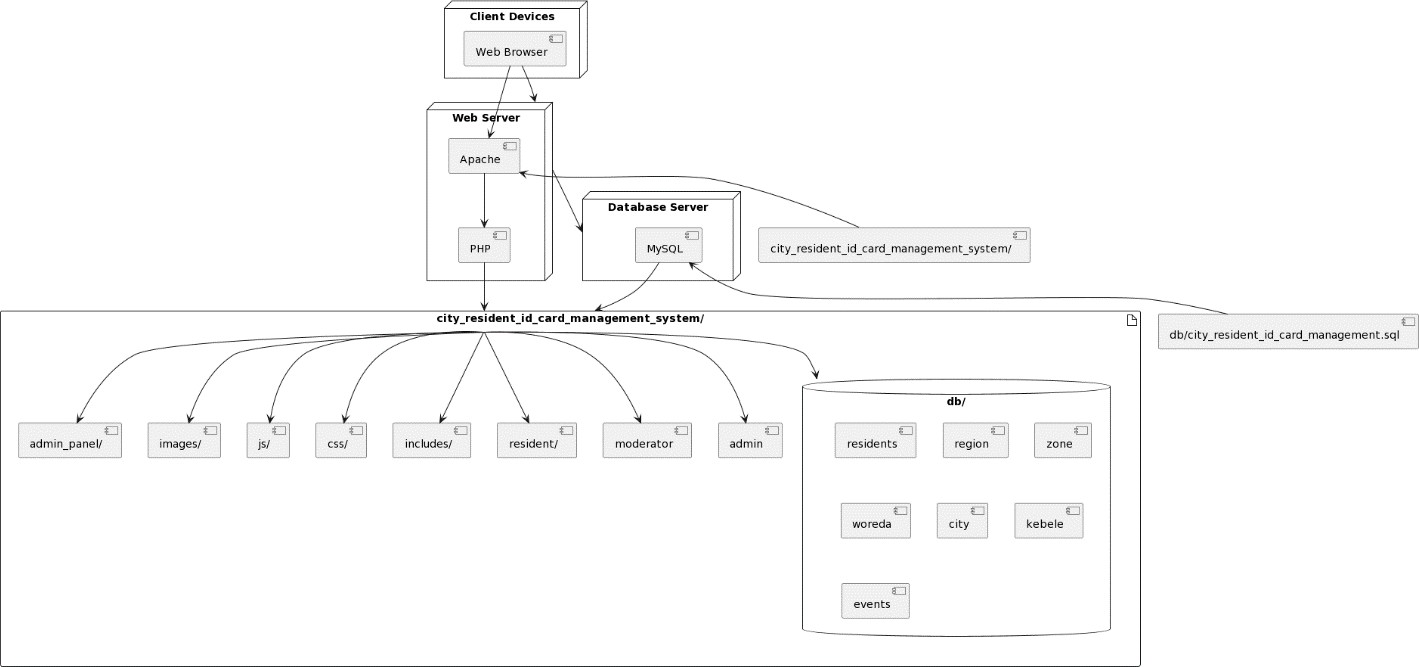 Client Devices
Web Browser
Web Server
Apache
Database Server
PHP
MySQL
city_resident_id_card_management_system/
city_resident_id_card_management_system/
db/city_resident_id_card_management.sql
db/
admin_panel/
images/
js/
css/
includes/
resident/
moderator
admin
residents
region
zone
woreda
city
kebele
events